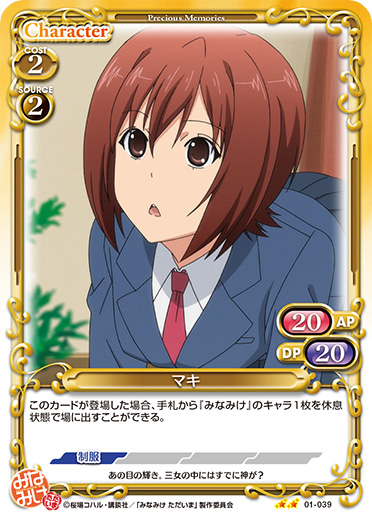 Precious Memories
Character
COST
2
SOURCE
2
20 AP
DP 20
マキ
このカードが登場した場合、手札から『みなみけ』のキャラ1枚を休息
状態で場に出すことができる。
制服
あの目の輝き。三女の中にはすでに神が?
みなみけ
©桜場コハル・講談社/「みなみけ ただいま」製作委員会
01-039